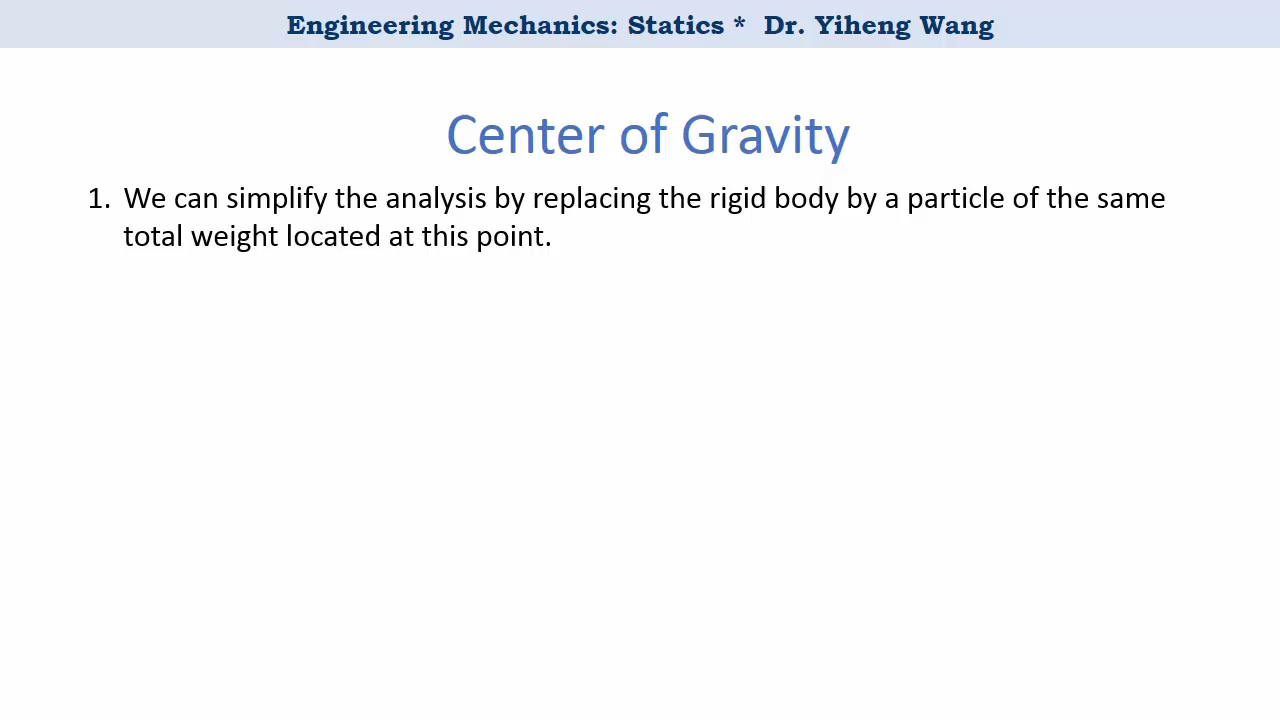 Engineering Mechanics: Statics * Dr. Yiheng Wang
Center of Gravity
1. We can simplify the analysis by replacing the rigid body by a particle of the same
total weight located at this point.